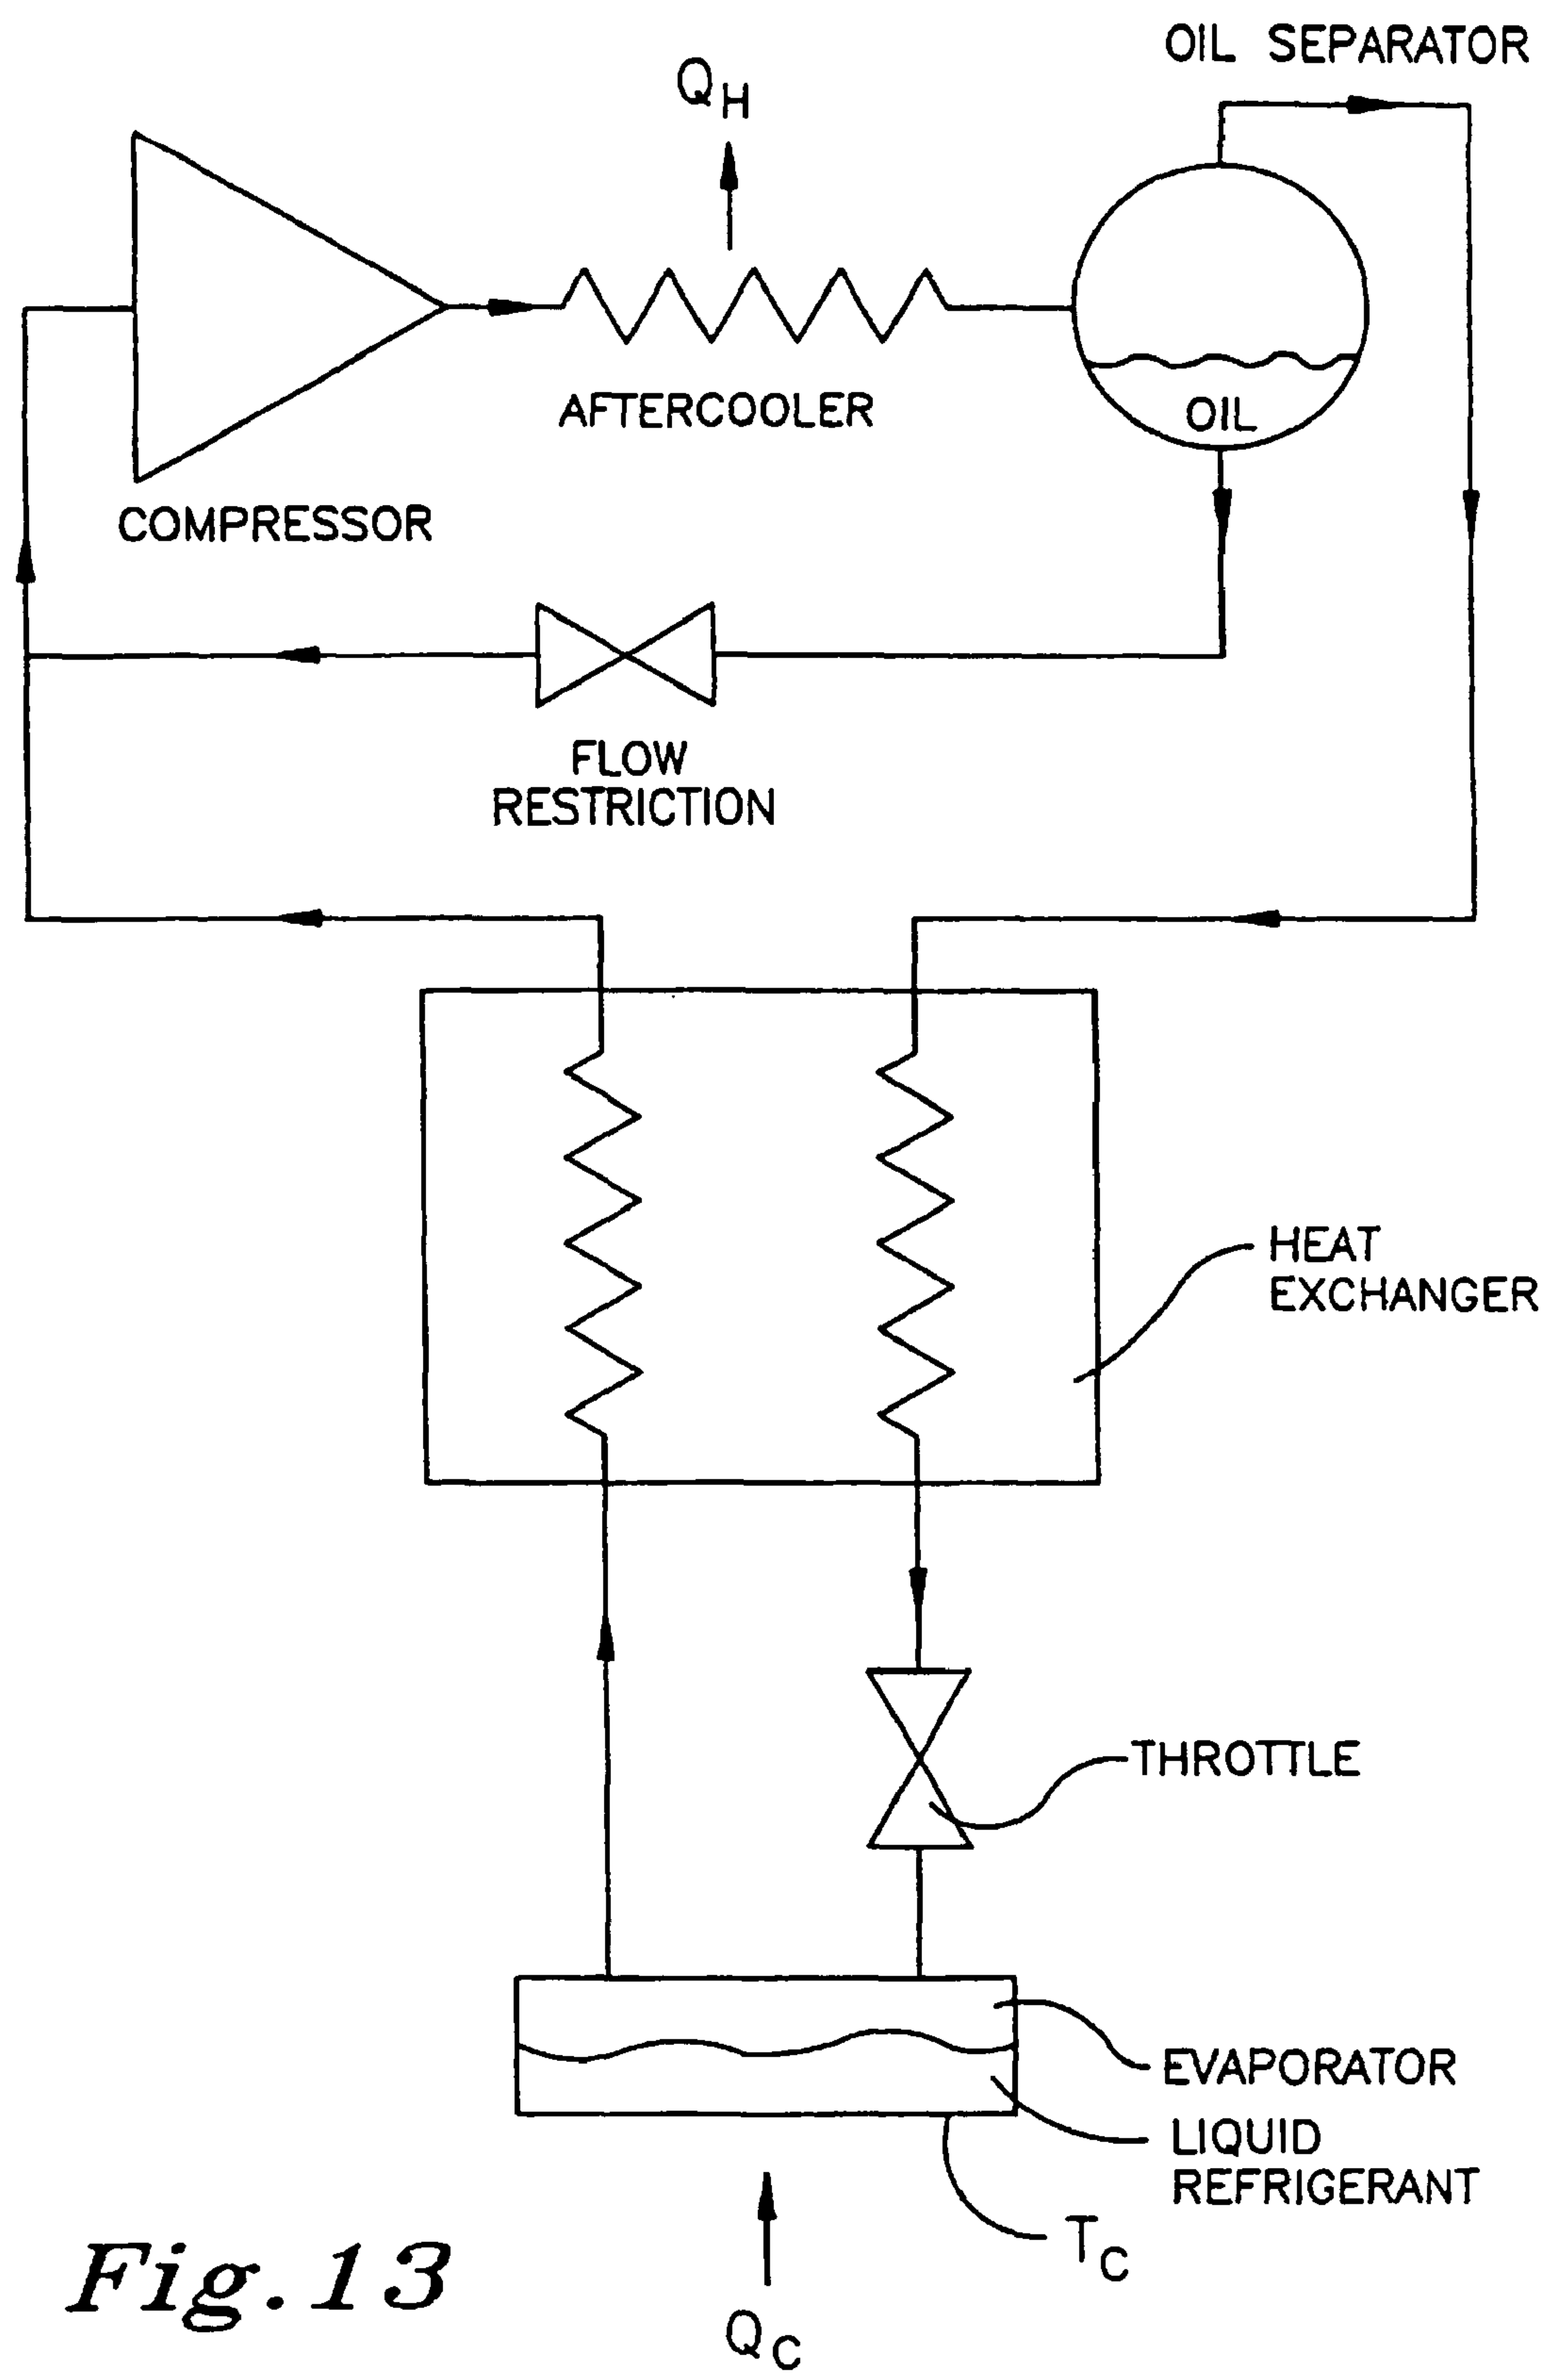 OIL SEPARATOR
Q_H
AFTERCOOLER
OIL
COMPRESSOR
FLOW
RESTRICTION
HEAT
EXCHANGER
THROTTLE
EVAPORATOR
LIQUID
REFRIGERANT
T_C
Q_C
Fig.13